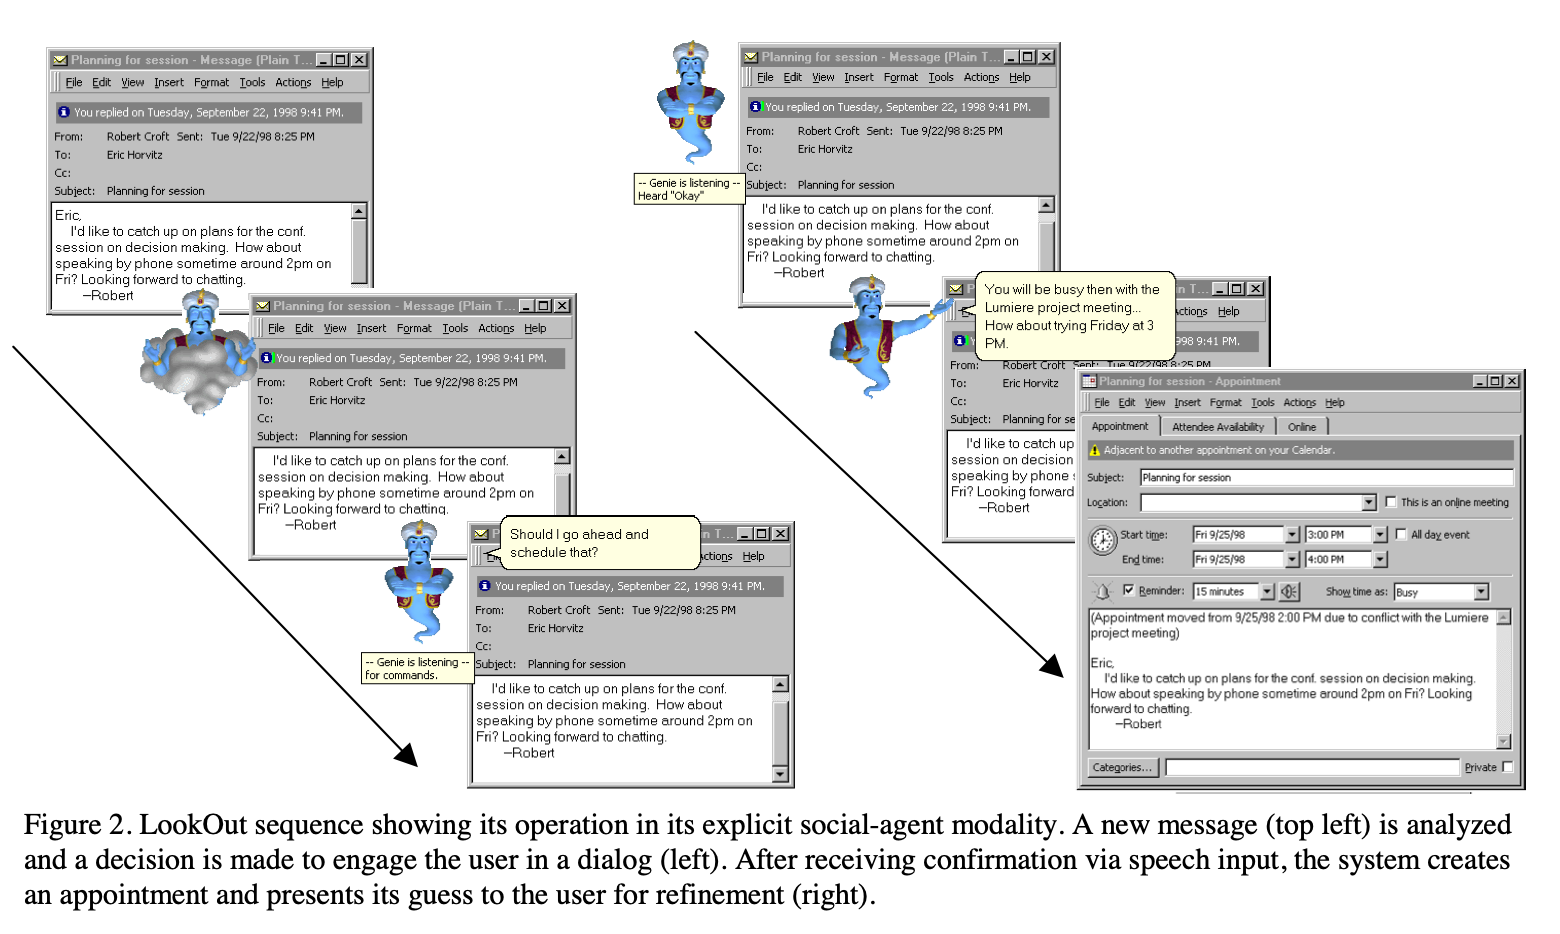 Planning for session - Message (Plain T...
File Edit View Insert Format Tools Actions Help
You replied on Tuesday, September 22, 1998 9:41 PM.
From: Robert Croft Sent: Tue 9/22/98 8:25 PM
To: Eric Horvitz
Cc:
Subject: Planning for session
Eric,
I'd like to catch up on plans for the conf.
session on decision making. How about
speaking by phone sometime around 2pm on
Fri? Looking forward to chatting.
–Robert
Planning for session - Message (Plain T...
File Edit View Insert Format Tools Actions Help
You replied on Tuesday, September 22, 1998 9:41 PM.
From: Robert Croft Sent: Tue 9/22/98 8:25 PM
To: Eric Horvitz
Cc:
Subject: Planning for session
I'd like to catch up on plans for the conf.
session on decision making. How about
speaking by phone sometime around 2pm on
Fri? Looking forward to chatting.
–Robert
Should I go ahead and
schedule that?
in T...
ctions Help
You replied on Tuesday, September 22, 1998 9:41 PM.
From: Robert Croft Sent: Tue 9/22/98 8:25 PM
To: Eric Horvitz
Cc:
-- Genie is listening --
for commands.
Subject: Planning for session
I'd like to catch up on plans for the conf.
session on decision making. How about
speaking by phone sometime around 2pm on
Fri? Looking forward to chatting.
–Robert
Planning for session - Message (Plain T...
File Edit View Insert Format Tools Actions Help
You replied on Tuesday, September 22, 1998 9:41 PM.
From: Robert Croft Sent: Tue 9/22/98 8:25 PM
To: Eric Horvitz
Cc:
-- Genie is listening --
Heard "Okay"
Subject: Planning for session
I'd like to catch up on plans for the conf.
session on decision making. How about
speaking by phone sometime around 2pm on
Fri? Looking forward to chatting.
–Robert
You will be busy then with the
Lumiere project meeting...
How about trying Friday at 3
PM.
in T...
ctions Help
998 9:41 PM.
From: Robert Croft Sent: Tue 9/22/98 8:25 PM
To: Eric Horvitz
Cc:
Subject: Planning for se
I'd like to catch up
session on decision
speaking by phone
Fri? Looking forward
–Robert
Planning for session - Appointment
File Edit View Insert Format Tools Actions Help
Appointment Attendee Availability Online
Adjacent to another appointment on your Calendar.
Subject: Planning for session
Location: This is an online meeting
Start time: Fri 9/25/98 3:00 PM All day event
End time: Fri 9/25/98 4:00 PM
Reminder: 15 minutes Show time as: Busy
(Appointment moved from 9/25/98 2:00 PM due to conflict with the Lumiere
project meeting)
Eric,
I'd like to catch up on plans for the conf. session on decision making.
How about speaking by phone sometime around 2pm on Fri? Looking
forward to chatting.
–Robert
Categories... Private
Figure 2. LookOut sequence showing its operation in its explicit social-agent modality. A new message (top left) is analyzed
and a decision is made to engage the user in a dialog (left). After receiving confirmation via speech input, the system creates
an appointment and presents its guess to the user for refinement (right).